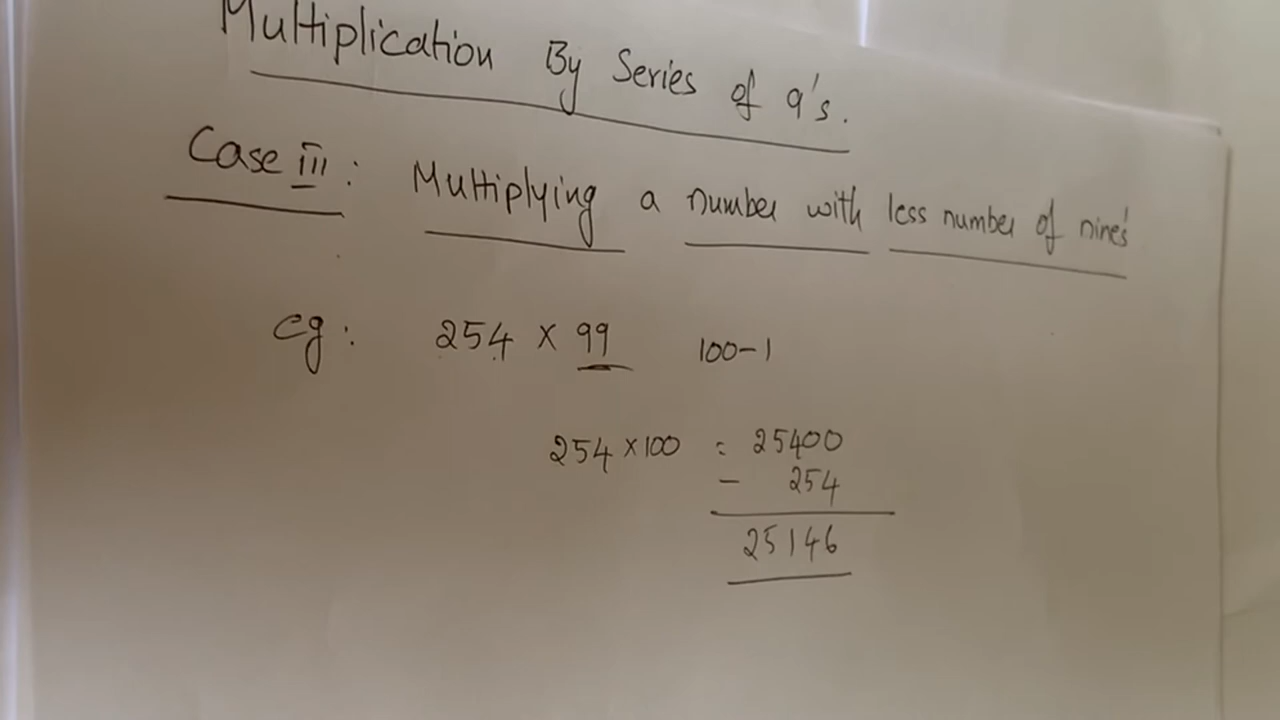 Multiplication By Series of 9's.
Case III : Multiplying a number with less number of nine's
eg : 254 × 99 100-1
254 × 100 : 25400
- 254
25146